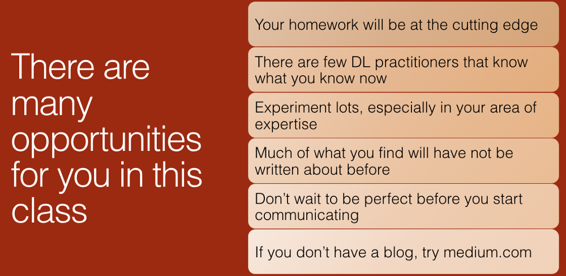 There are
many
opportunities
for you in this
class
Your homework will be at the cutting edge
There are few DL practitioners that know
what you know now
Experiment lots, especially in your area of
expertise
Much of what you find will have not be
written about before
Don't wait to be perfect before you start
communicating
If you don't have a blog, try medium.com